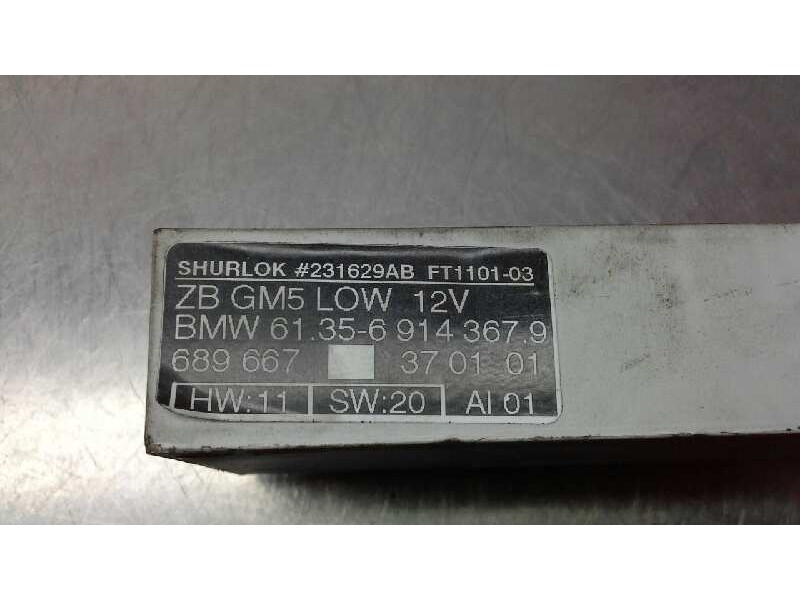 SHURLOK #231629AB FT1101-03
ZB GM5 LOW 12V
BMW 61.35-6 914 367.9
689 667 37 01 01
HW:11 SW:20 AI 01